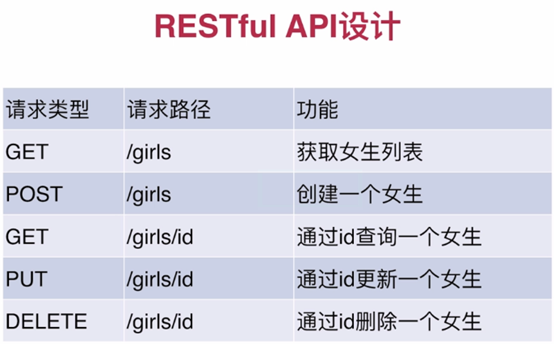 RESTful API设计
请求类型 请求路径 功能
GET /girls 获取女生列表
POST /girls 创建一个女生
GET /girls/id 通过id查询一个女生
PUT /girls/id 通过id更新一个女生
DELETE /girls/id 通过id删除一个女生